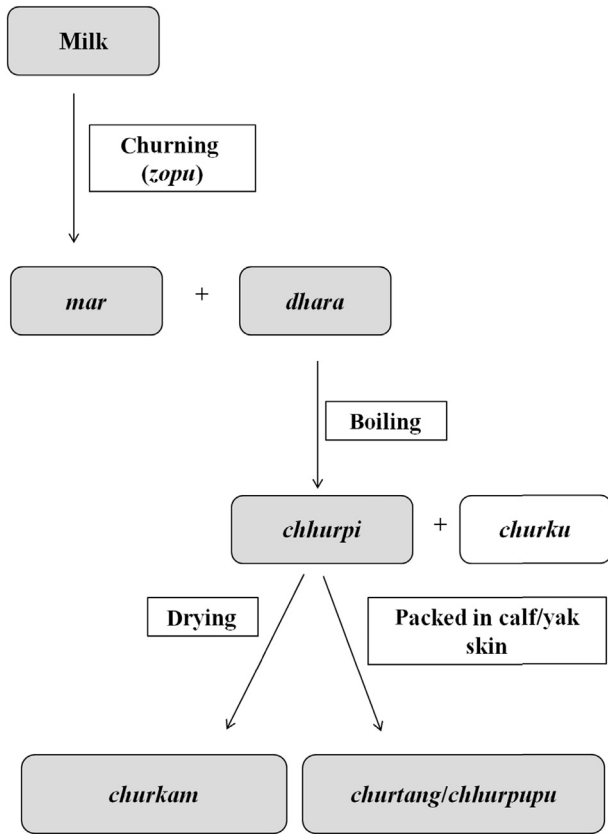 Milk
Churning
(zopu)
mar + dhara
Boiling
chhurpi + churku
Drying
Packed in calf/yak
skin
churkam
churtang/chhurpupu